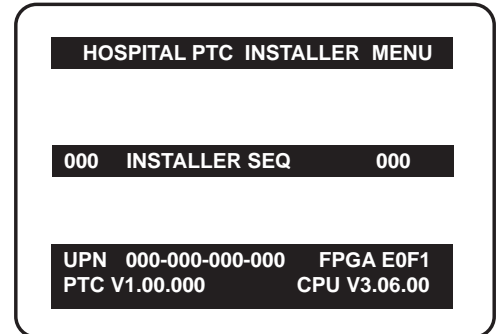 HOSPITAL PTC INSTALLER MENU
000 INSTALLER SEQ 000
UPN 000-000-000-000 FPGA E0F1
PTC V1.00.000 CPU V3.06.00